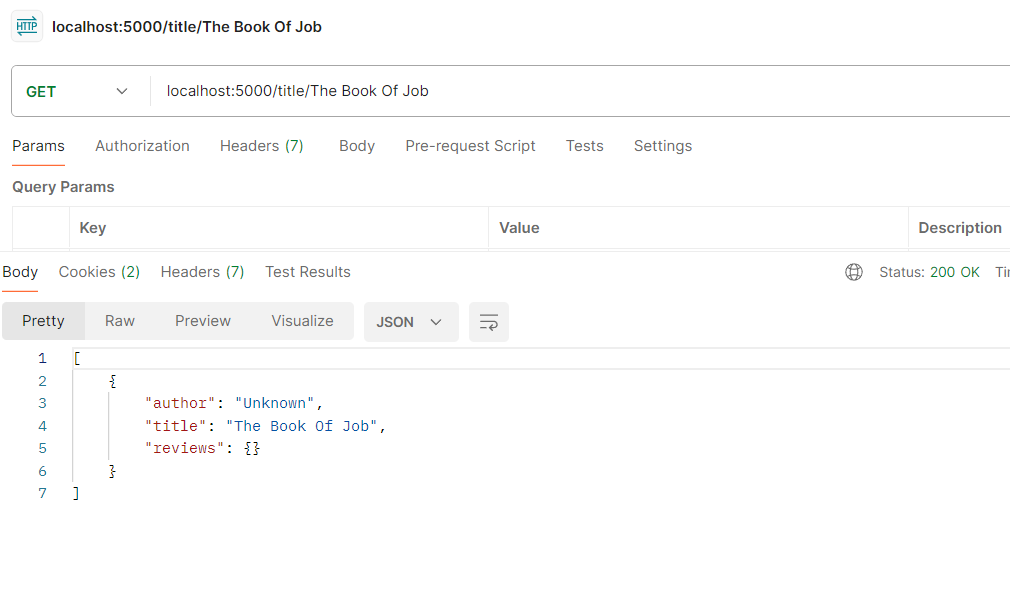 HTTP localhost:5000/title/The Book Of Job
GET localhost:5000/title/The Book Of Job
Params Authorization Headers (7) Body Pre-request Script Tests Settings
Query Params
Key Value Description
Body Cookies (2) Headers (7) Test Results Status: 200 OK
Pretty Raw Preview Visualize JSON
1 [
2 {
3 "author": "Unknown",
4 "title": "The Book Of Job",
5 "reviews": {}
6 }
7 ]